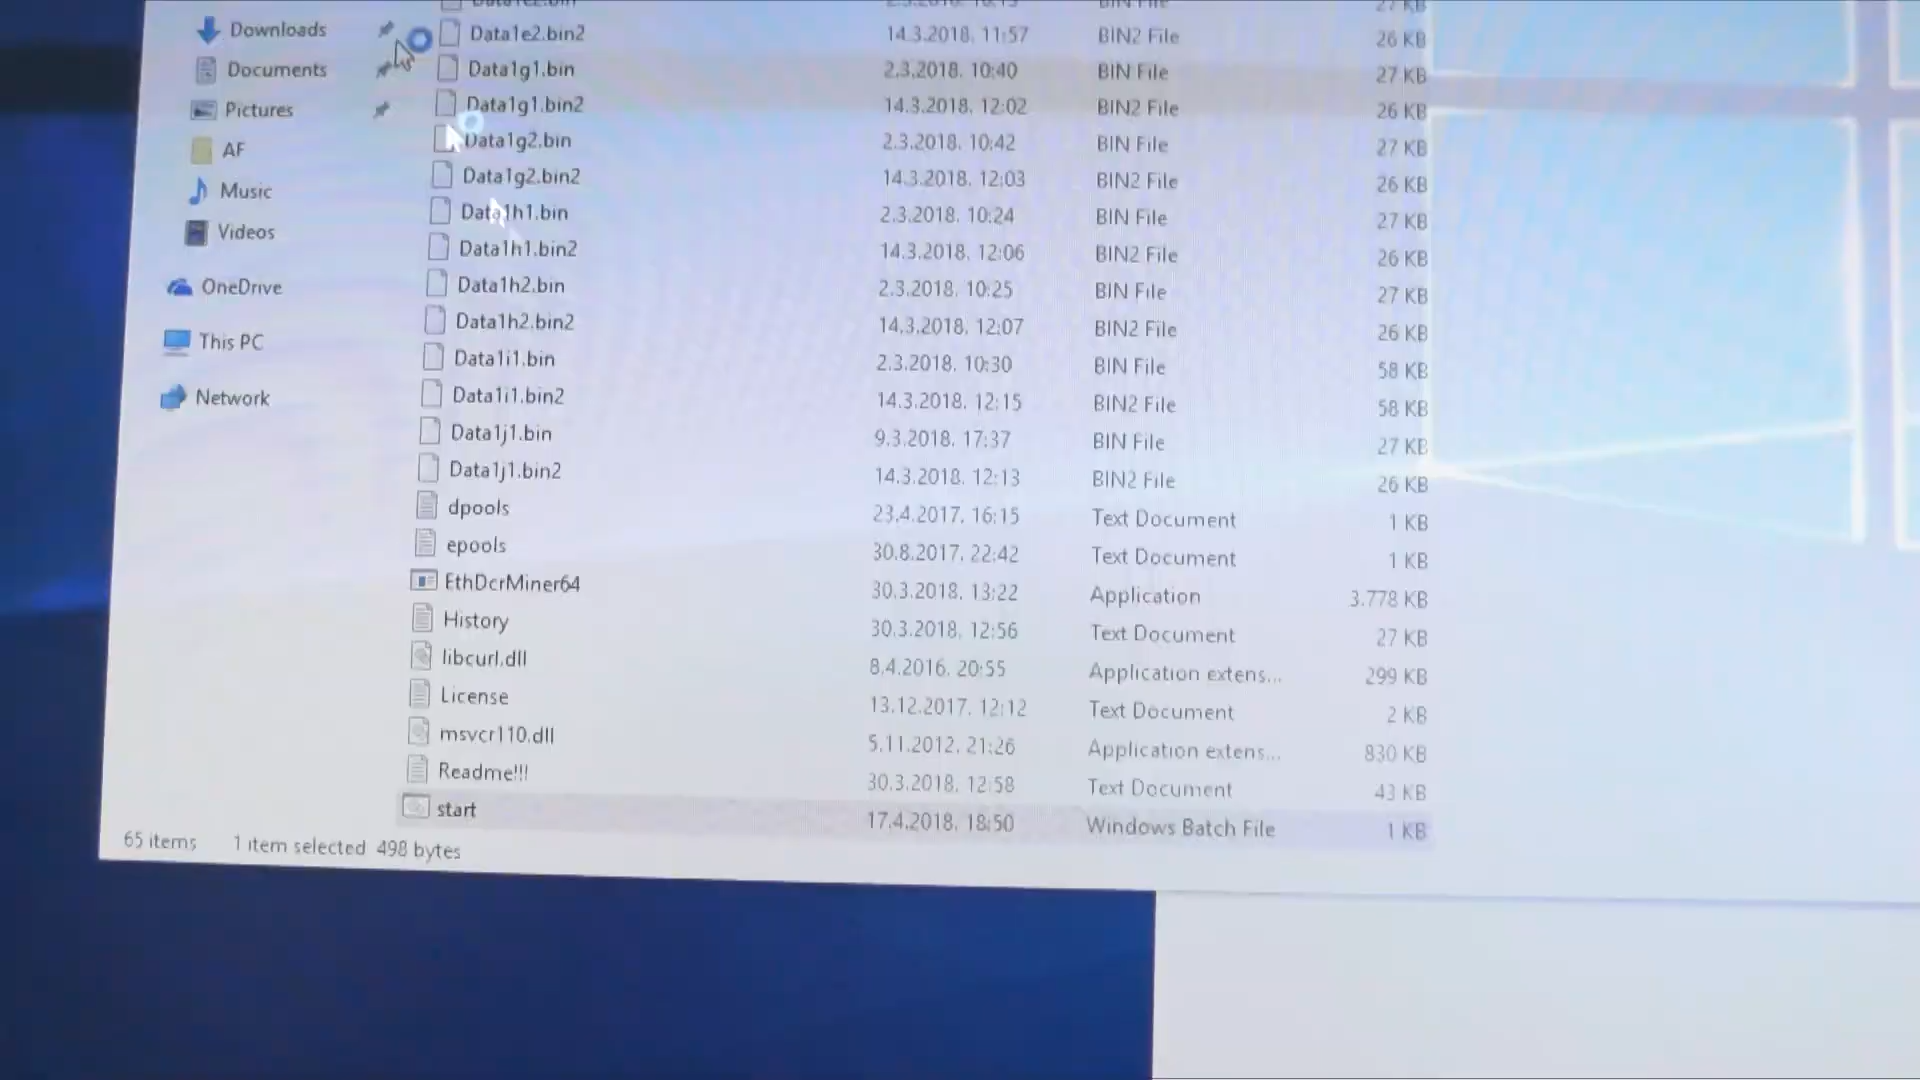 Downloads
Documents
Pictures
AF
Music
Videos
OneDrive
This PC
Network
Data1e2.bin2 14.3.2018. 11:57 BIN2 File 26 KB
Data1g1.bin 2.3.2018. 10:40 BIN File 27 KB
Data1g1.bin2 14.3.2018. 12:02 BIN2 File 26 KB
Data1g2.bin 2.3.2018. 10:42 BIN File 27 KB
Data1g2.bin2 14.3.2018. 12:03 BIN2 File 26 KB
Data1h1.bin 2.3.2018. 10:24 BIN File 27 KB
Data1h1.bin2 14.3.2018. 12:06 BIN2 File 26 KB
Data1h2.bin 2.3.2018. 10:25 BIN File 27 KB
Data1h2.bin2 14.3.2018. 12:07 BIN2 File 26 KB
Data1i1.bin 2.3.2018. 10:30 BIN File 58 KB
Data1i1.bin2 14.3.2018. 12:15 BIN2 File 58 KB
Data1j1.bin 9.3.2018. 17:37 BIN File 27 KB
Data1j1.bin2 14.3.2018. 12:13 BIN2 File 26 KB
dpools 23.4.2017. 16:15 Text Document 1 KB
epools 30.8.2017. 22:42 Text Document 1 KB
EthDcrMiner64 30.3.2018. 13:22 Application 3.778 KB
History 30.3.2018. 12:56 Text Document 27 KB
libcurl.dll 8.4.2016. 20:55 Application extens... 299 KB
License 13.12.2017. 12:12 Text Document 2 KB
msvcr110.dll 5.11.2012. 21:26 Application extens... 830 KB
Readme!!! 30.3.2018. 12:58 Text Document 43 KB
start 17.4.2018. 18:50 Windows Batch File 1 KB
65 items 1 item selected 498 bytes